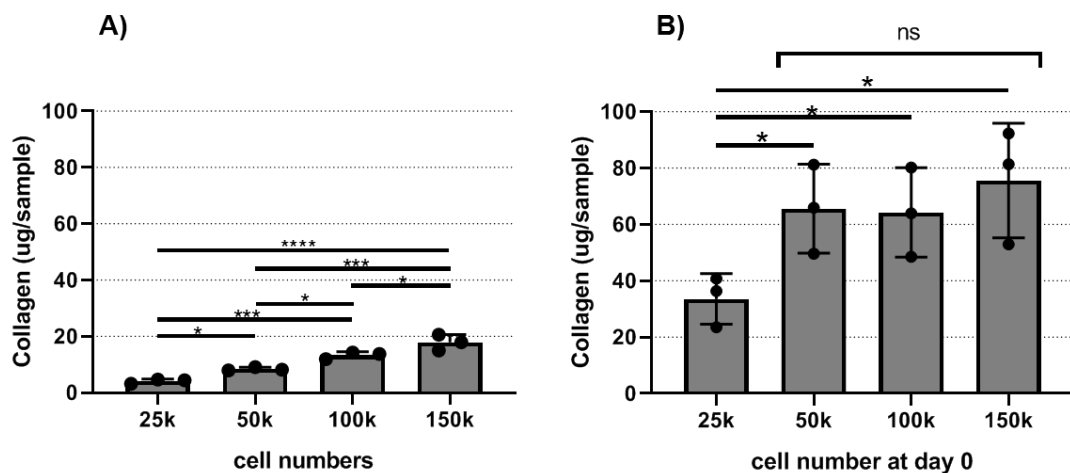 A)
Collagen (ug/sample)
100
80
60
40
20
0
****
***
*
*
***
*
25k 50k 100k 150k
cell numbers
B)
ns
Collagen (ug/sample)
100
80
60
40
20
0
*
*
*
25k 50k 100k 150k
cell number at day 0